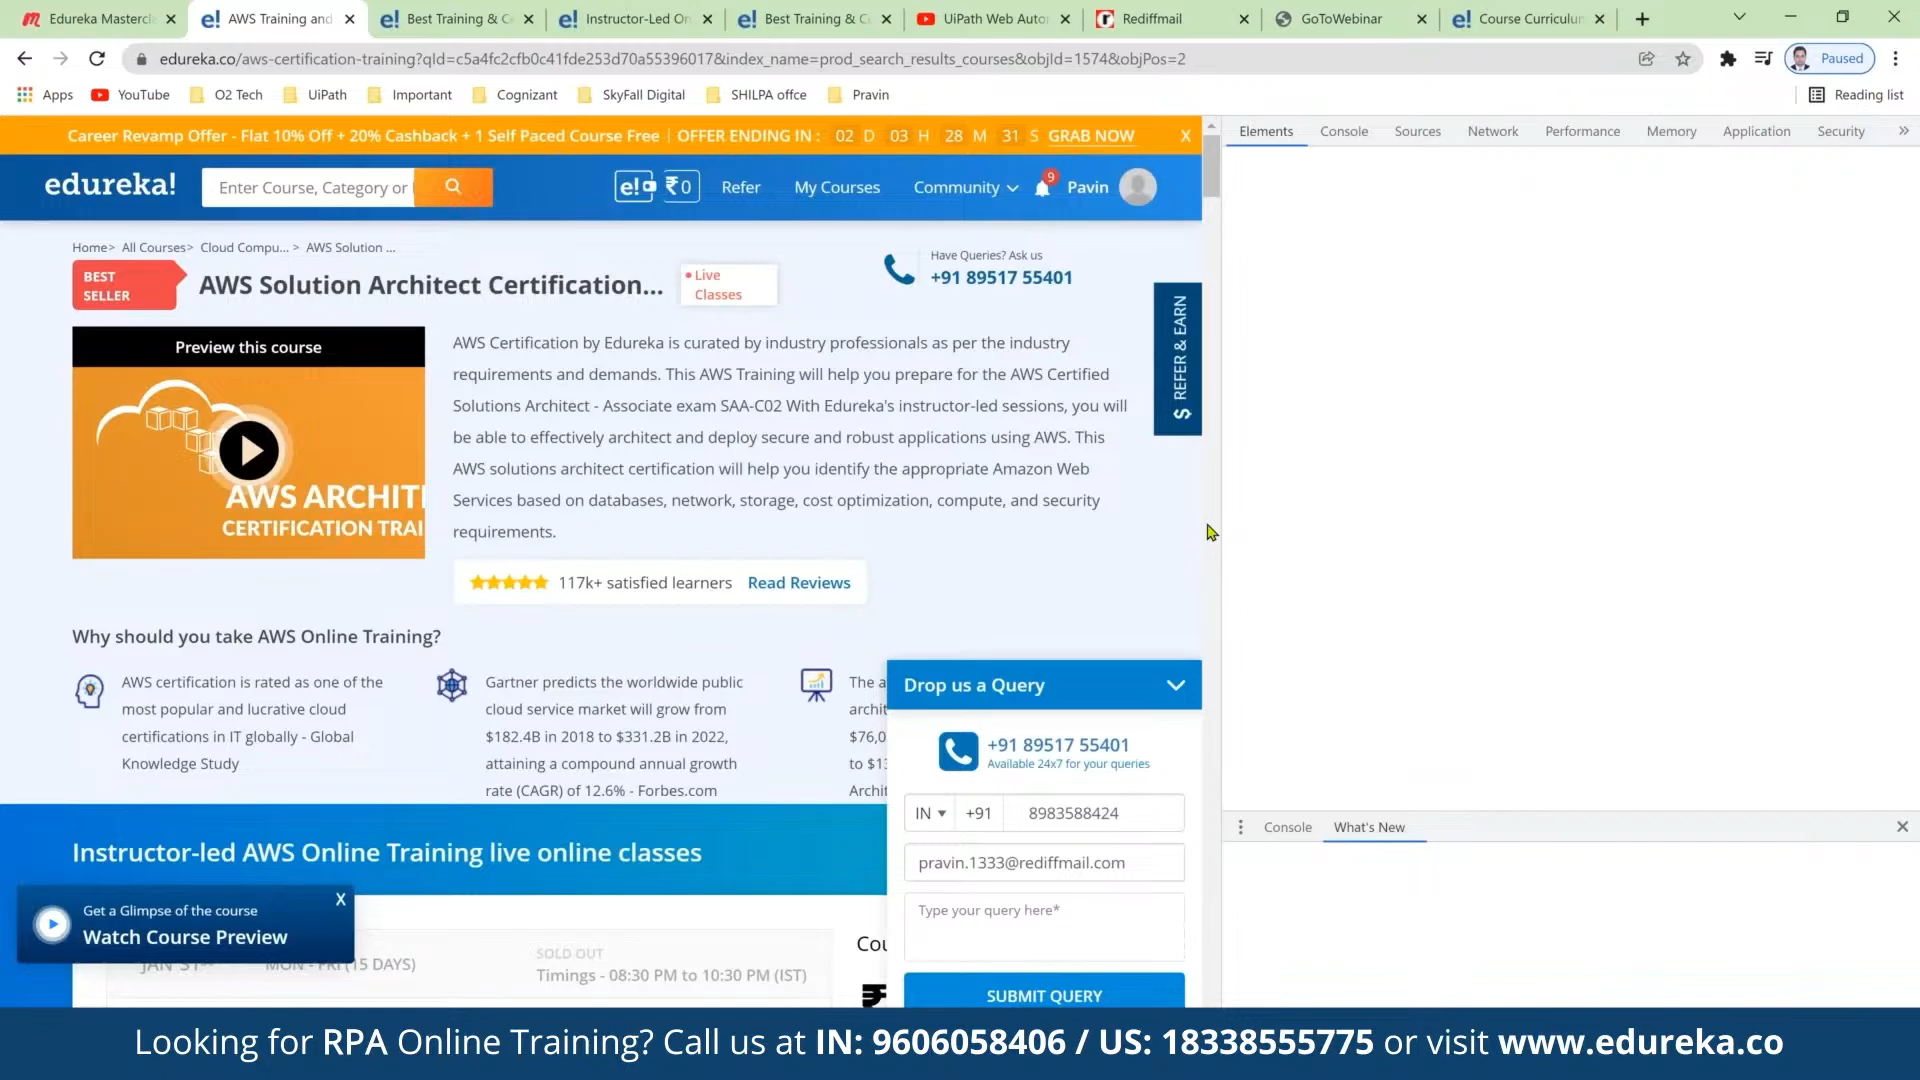 Edureka Mastercl
AWS Training and
Best Training & C
Instructor-Led On
Best Training & C
UiPath Web Auto
Rediffmail
GoToWebinar
Course Curriculu
edureka.co/aws-certification-training?qId=c5a4fc2cfb0c41fde253d70a55396017&index_name=prod_search_results_courses&objId=1574&objPos=2
Paused
Apps
YouTube
O2 Tech
UiPath
Important
Cognizant
SkyFall Digital
SHILPA offce
Pravin
Reading list
Career Revamp Offer - Flat 10% Off + 20% Cashback + 1 Self Paced Course Free | OFFER ENDING IN : 02 D 03 H 28 M 31 S GRAB NOW X
Elements Console Sources Network Performance Memory Application Security
edureka!
Enter Course, Category or
e! ₹0
Refer
My Courses
Community
9
Pavin
Home> All Courses> Cloud Compu... > AWS Solution ...
BEST
SELLER
AWS Solution Architect Certification...
Live
Classes
Have Queries? Ask us
+91 89517 55401
$ REFER & EARN
Preview this course
AWS ARCHIT
CERTIFICATION TRAI
AWS Certification by Edureka is curated by industry professionals as per the industry
requirements and demands. This AWS Training will help you prepare for the AWS Certified
Solutions Architect - Associate exam SAA-C02 With Edureka's instructor-led sessions, you will
be able to effectively architect and deploy secure and robust applications using AWS. This
AWS solutions architect certification will help you identify the appropriate Amazon Web
Services based on databases, network, storage, cost optimization, compute, and security
requirements.
117k+ satisfied learners Read Reviews
Why should you take AWS Online Training?
AWS certification is rated as one of the
most popular and lucrative cloud
certifications in IT globally - Global
Knowledge Study
Gartner predicts the worldwide public
cloud service market will grow from
$182.4B in 2018 to $331.2B in 2022,
attaining a compound annual growth
rate (CAGR) of 12.6% - Forbes.com
The a
archit
$76,0
to $1
Archit
Drop us a Query
+91 89517 55401
Available 24x7 for your queries
IN +91 8983588424
pravin.1333@rediffmail.com
Type your query here*
SUBMIT QUERY
Console What's New
Instructor-led AWS Online Training live online classes
Get a Glimpse of the course
X
Watch Course Preview
JAN 31 MON - FRI (15 DAYS)
SOLD OUT
Timings - 08:30 PM to 10:30 PM (IST)
Cou
₹
Looking for RPA Online Training? Call us at IN: 9606058406 / US: 18338555775 or visit www.edureka.co